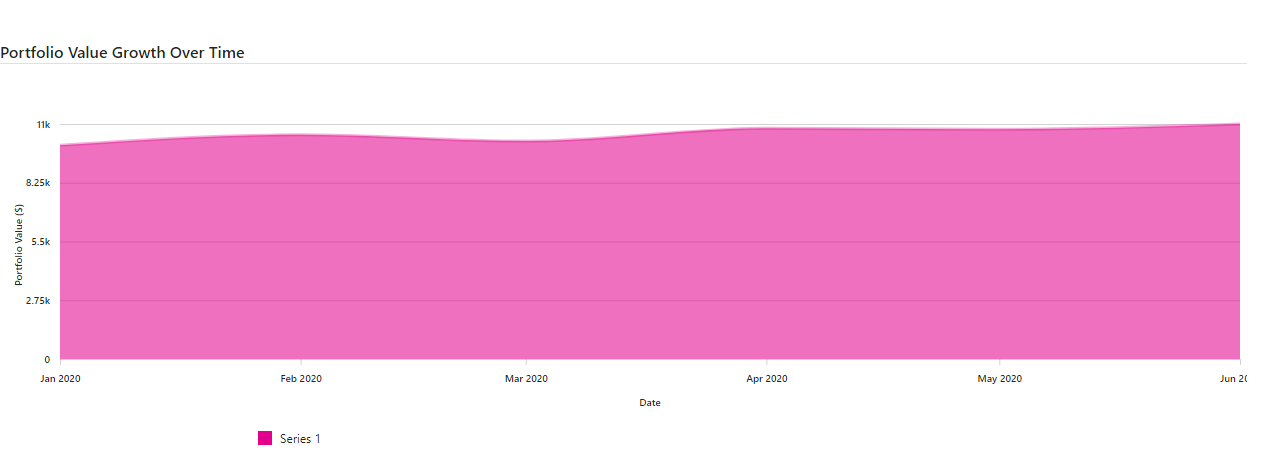 Portfolio Value Growth Over Time
11k
8.25k
5.5k
2.75k
0
Portfolio Value ($)
Jan 2020 Feb 2020 Mar 2020 Apr 2020 May 2020 Jun
Date
Series 1